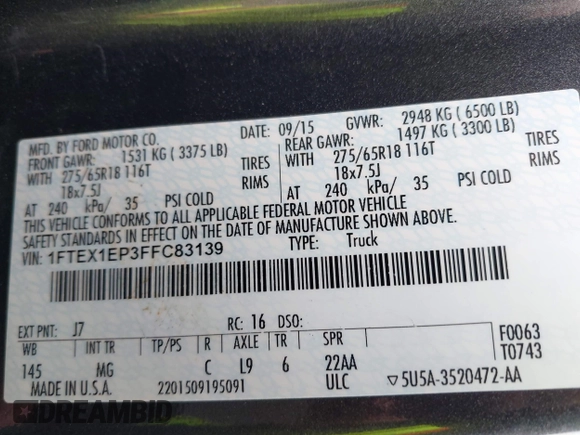 MFD. BY FORD MOTOR CO. DATE: 09/15 GVWR: 2948 KG ( 6500 LB)
FRONT GAWR: 1531 KG ( 3375 LB) REAR GAWR: 1497 KG ( 3300 LB)
WITH 275/65R18 116T TIRES WITH 275/65R18 116T TIRES
18x7.5J RIMS 18x7.5J RIMS
AT 240 kPa/ 35 PSI COLD AT 240 kPa/ 35 PSI COLD
THIS VEHICLE CONFORMS TO ALL APPLICABLE FEDERAL MOTOR VEHICLE
SAFETY STANDARDS IN EFFECT ON THE DATE OF MANUFACTURE SHOWN ABOVE.
VIN: 1FTEX1EP3FFC83139 TYPE: Truck
EXT PNT: J7 RC: 16 DSO:
WB INT TR TP/PS R AXLE TR SPR F0063
145 MG C L9 6 22AA T0743
MADE IN U.S.A. 2201509195091 ULC ▽5U5A-3520472-AA
DREAMBID